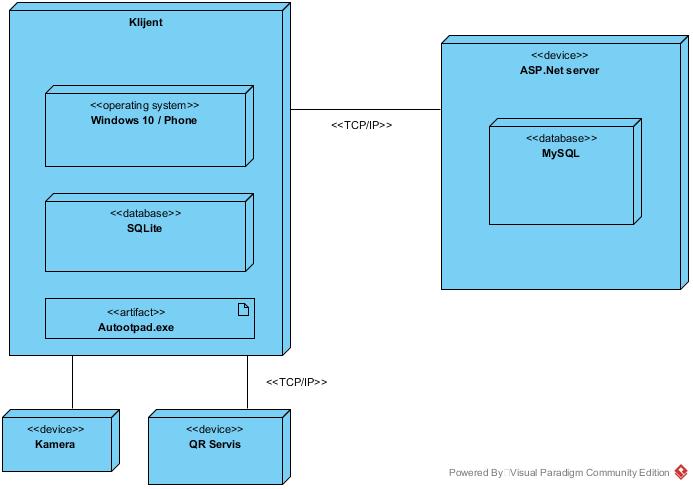 Klijent
<<operating system>>
Windows 10 / Phone
<<database>>
SQLite
<<artifact>>
Autootpad.exe
<<TCP/IP>>
<<device>>
ASP.Net server
<<database>>
MySQL
<<TCP/IP>>
<<device>>
Kamera
<<device>>
QR Servis
Powered By Visual Paradigm Community Edition